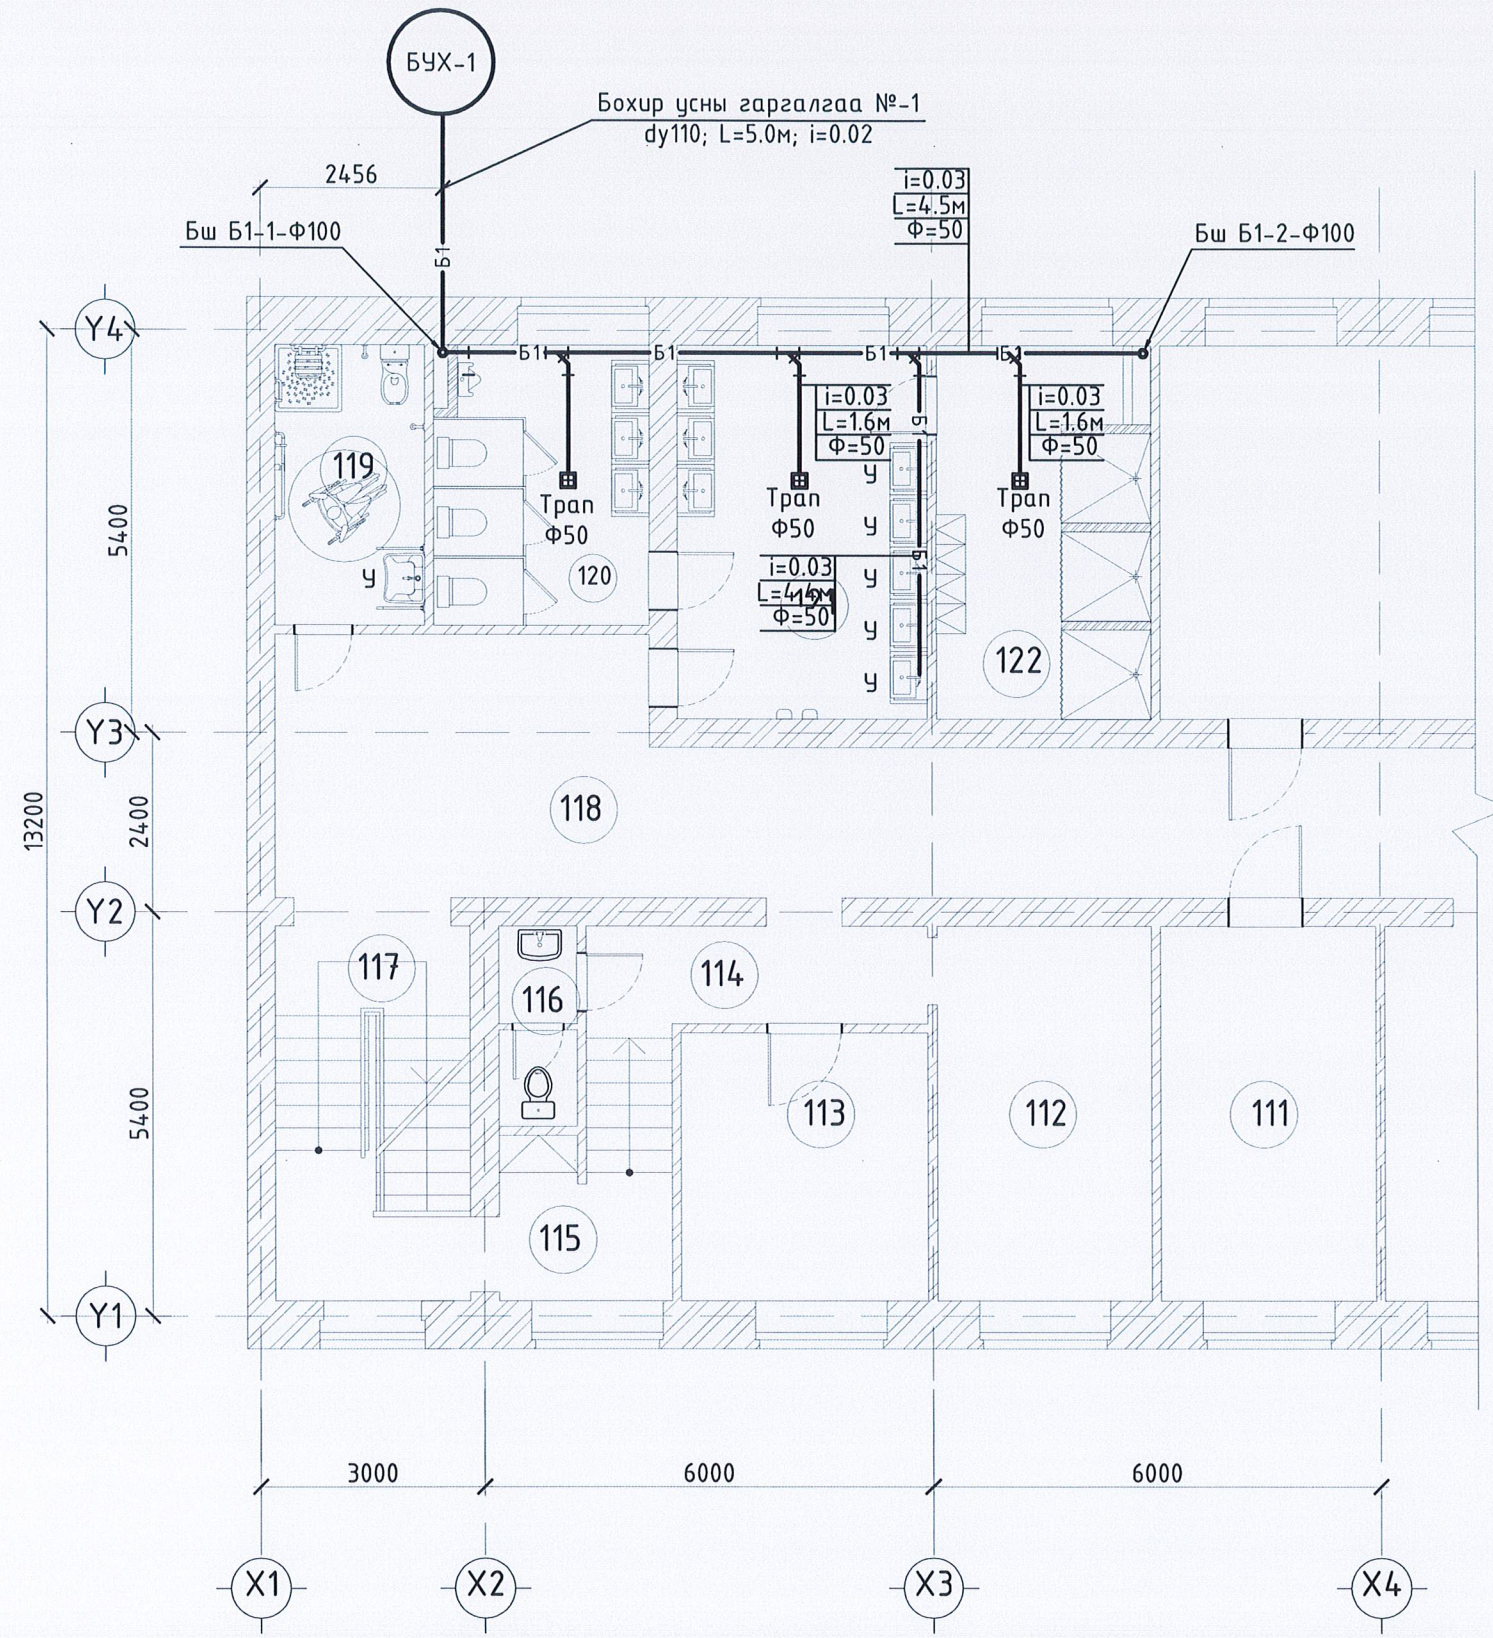 БУХ-1
Бохир усны гаргалгаа №-1
dy110; L=5.0м; i=0.02
2456
i=0.03
L=4.5м
Ф=50
Бш Б1-1-Ф100
Бш Б1-2-Ф100
Б1
Y4
Б1
Б1
Б1
Б1
i=0.03
L=1.6м
Ф=50
i=0.03
L=1.6м
Ф=50
Б1
119
У
Трап
Ф50
Трап
Ф50
Трап
Ф50
У
5400
Б1
i=0.03
L=4.4м
Ф=50
У
У
120
У
У
122
Y3
118
13200
2400
Y2
117
116
114
5400
113
112
111
115
Y1
3000
6000
6000
X1
X2
X3
X4